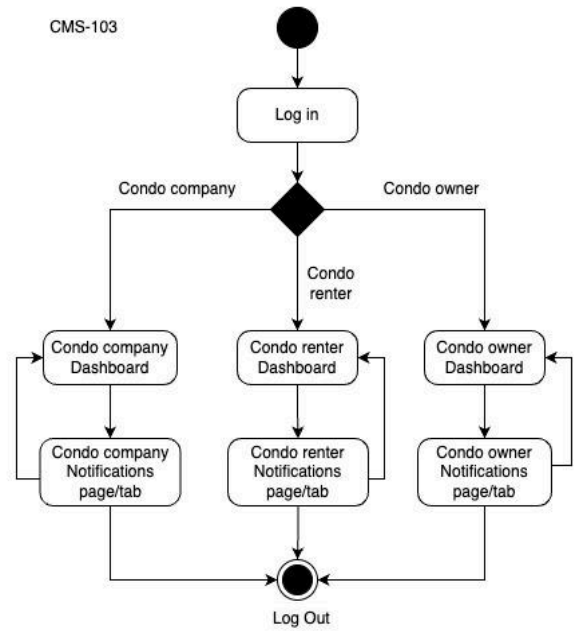 CMS-103
Log in
Condo company
Condo owner
Condo
renter
Condo company
Dashboard
Condo renter
Dashboard
Condo owner
Dashboard
Condo company
Notifications
page/tab
Condo renter
Notifications
page/tab
Condo owner
Notifications
page/tab
Log Out